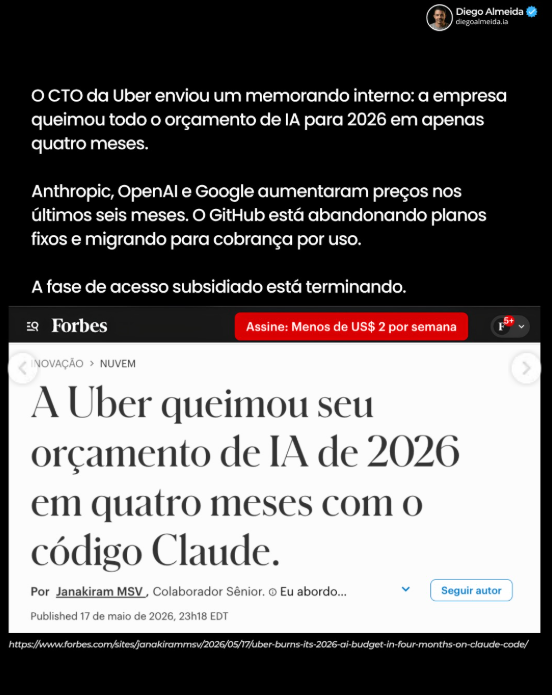 Diego Almeida
diegoalmeida.ia
O CTO da Uber enviou um memorando interno: a empresa
queimou todo o orçamento de IA para 2026 em apenas
quatro meses.
Anthropic, OpenAI e Google aumentaram preços nos
últimos seis meses. O GitHub está abandonando planos
fixos e migrando para cobrança por uso.
A fase de acesso subsidiado está terminando.
Forbes
Assine: Menos de US$ 2 por semana
F 5+
INOVAÇÃO > NUVEM
A Uber queimou seu
orçamento de IA de 2026
em quatro meses com o
código Claude.
Por Janakiram MSV, Colaborador Sênior. Eu abordo...
Seguir autor
Published 17 de maio de 2026, 23h18 EDT
https://www.forbes.com/sites/janakirammsv/2026/05/17/uber-burns-its-2026-ai-budget-in-four-months-on-claude-code/